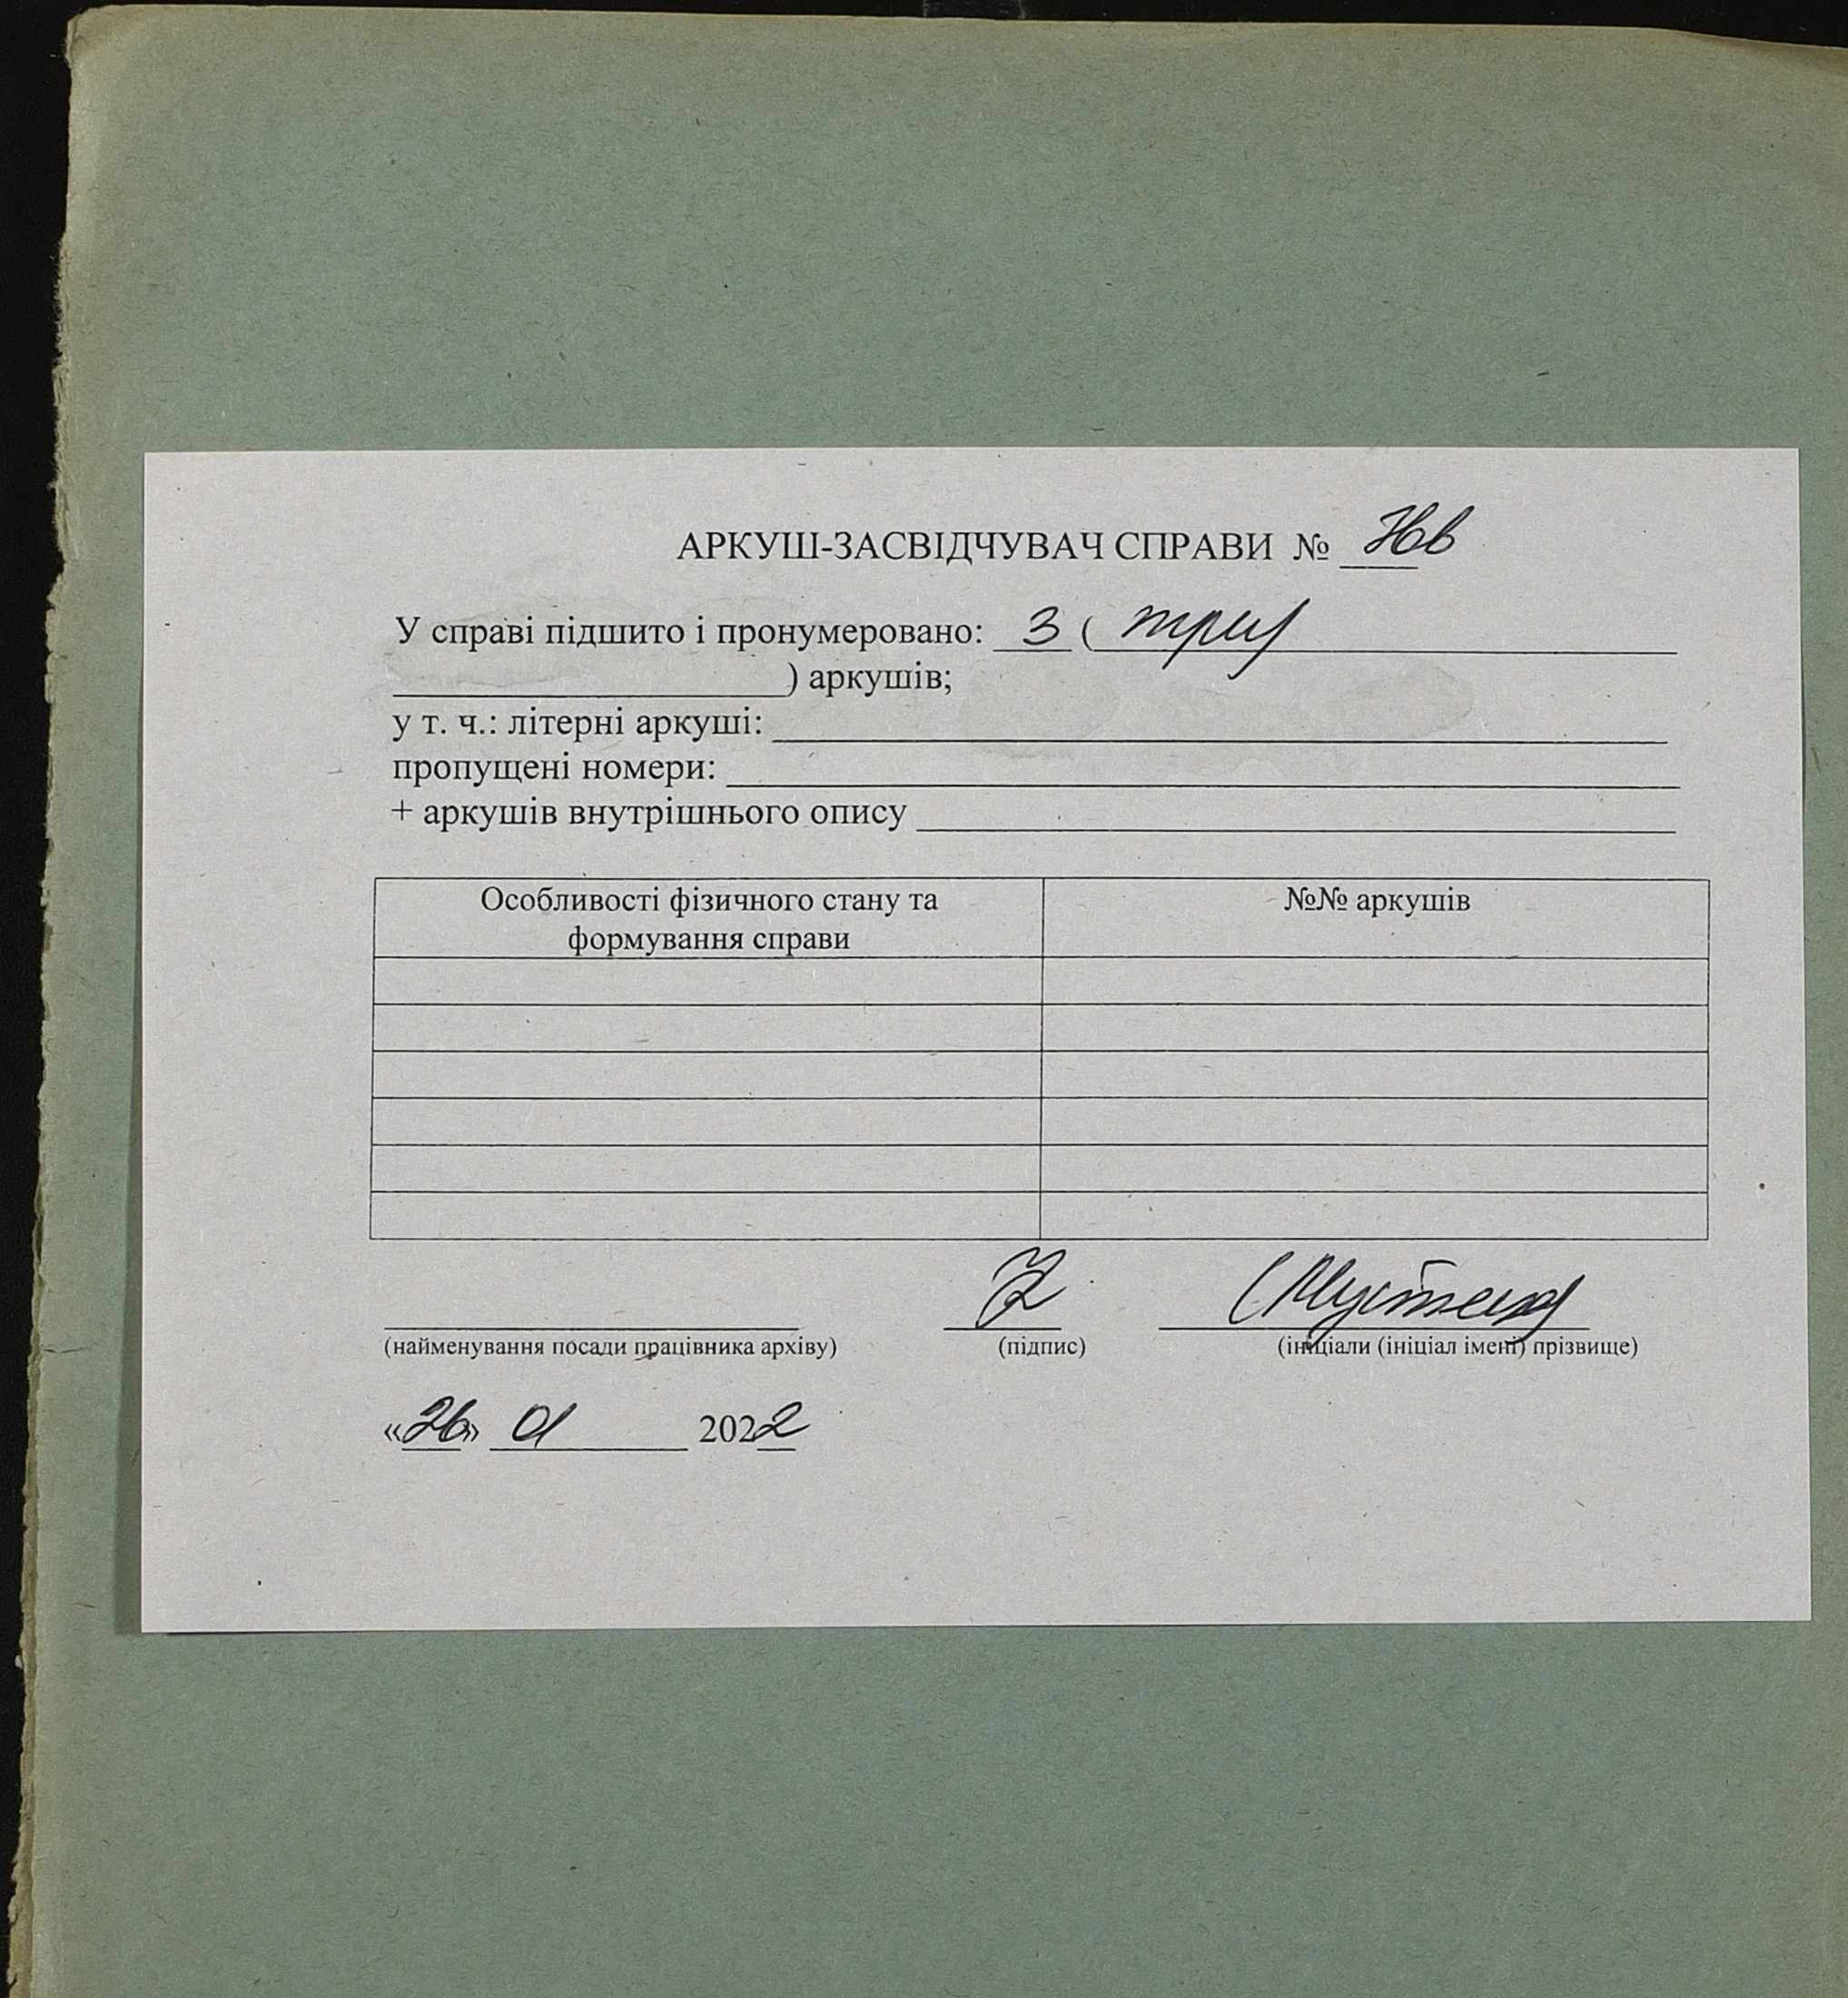 АРКУШ-ЗАСВІДЧУВАЧ СПРАВИ №
У справі підшито і пронумеровано: 3 ( три
) аркушів;
у т. ч.: літерні аркуші:
пропущені номери:
+ аркушів внутрішнього опису
Особливості фізичного стану та
формування справи
№№ аркушів
(найменування посади працівника архіву)
(підпис)
(ініціали (ініціал імені) прізвище)
«26» 01 2022